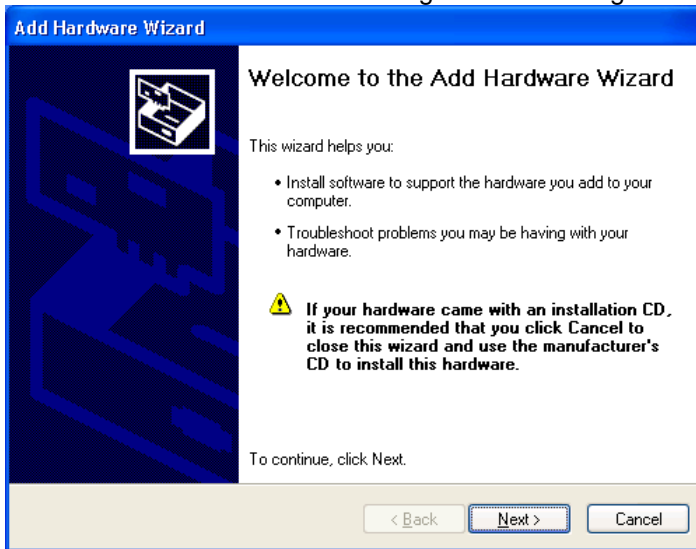 Add Hardware Wizard
Welcome to the Add Hardware Wizard
This wizard helps you:
• Install software to support the hardware you add to your
computer.
• Troubleshoot problems you may be having with your
hardware.
If your hardware came with an installation CD,
it is recommended that you click Cancel to
close this wizard and use the manufacturer's
CD to install this hardware.
To continue, click Next.
< Back Next > Cancel